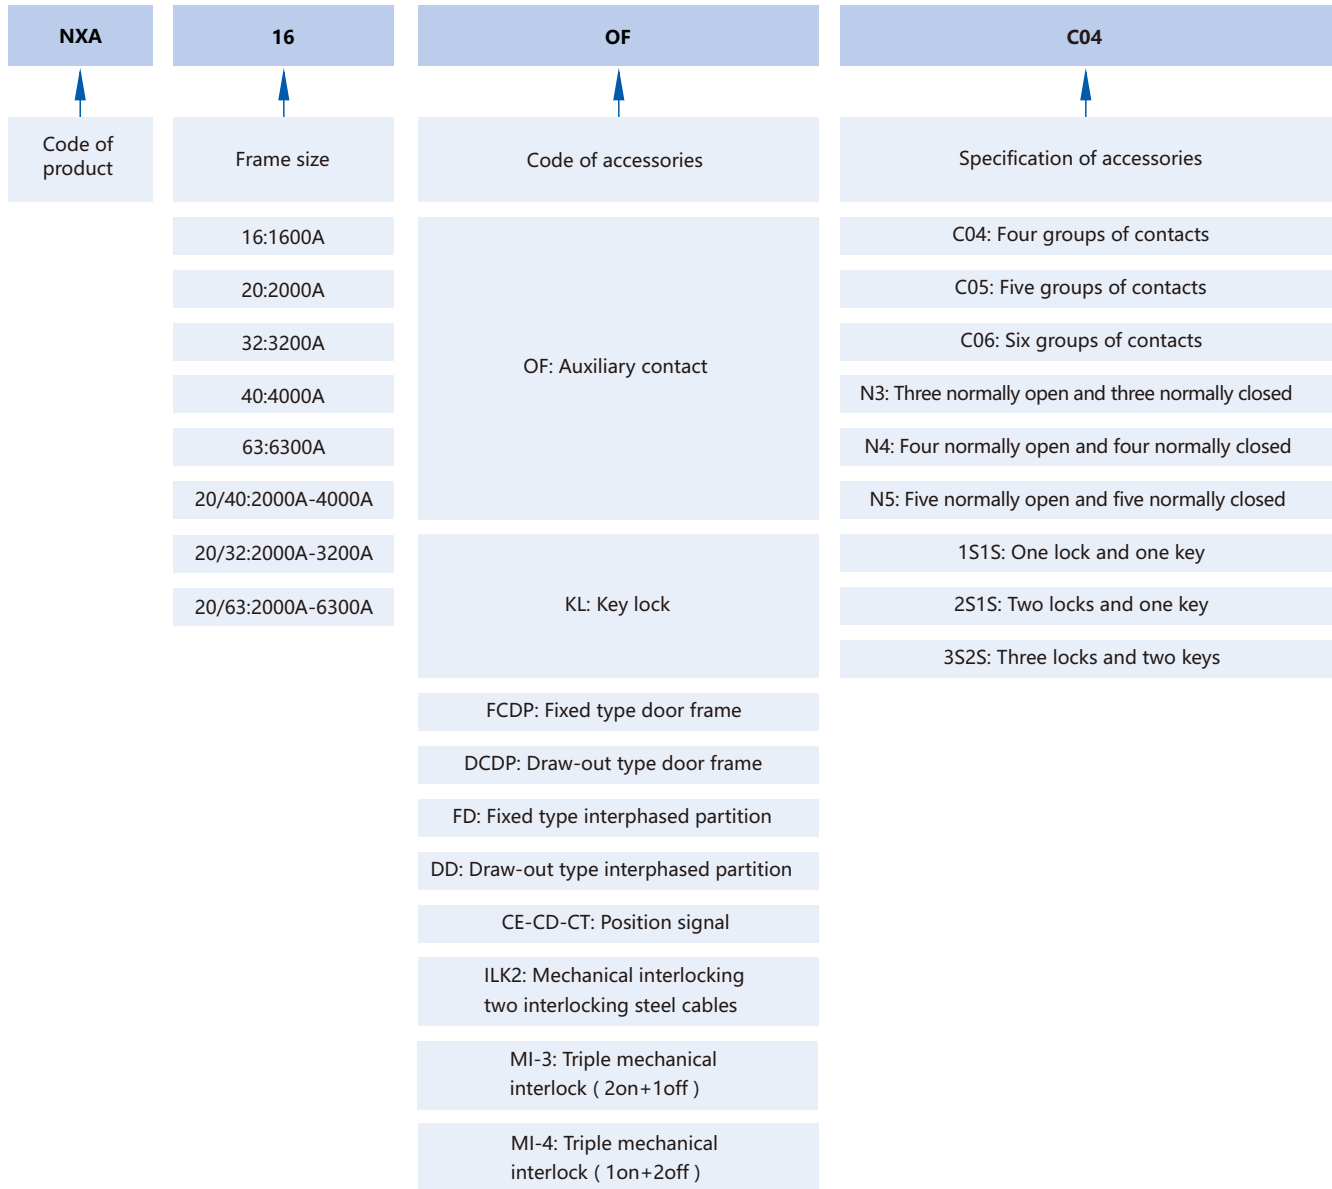 NXA
16
OF
C04
Code of
product
Frame size
Code of accessories
Specification of accessories
16:1600A
20:2000A
32:3200A
40:4000A
63:6300A
20/40:2000A-4000A
20/32:2000A-3200A
20/63:2000A-6300A
OF: Auxiliary contact
KL: Key lock
FCDP: Fixed type door frame
DCDP: Draw-out type door frame
FD: Fixed type interphased partition
DD: Draw-out type interphased partition
CE-CD-CT: Position signal
ILK2: Mechanical interlocking
two interlocking steel cables
MI-3: Triple mechanical
interlock ( 2on+1off )
MI-4: Triple mechanical
interlock ( 1on+2off )
C04: Four groups of contacts
C05: Five groups of contacts
C06: Six groups of contacts
N3: Three normally open and three normally closed
N4: Four normally open and four normally closed
N5: Five normally open and five normally closed
1S1S: One lock and one key
2S1S: Two locks and one key
3S2S: Three locks and two keys